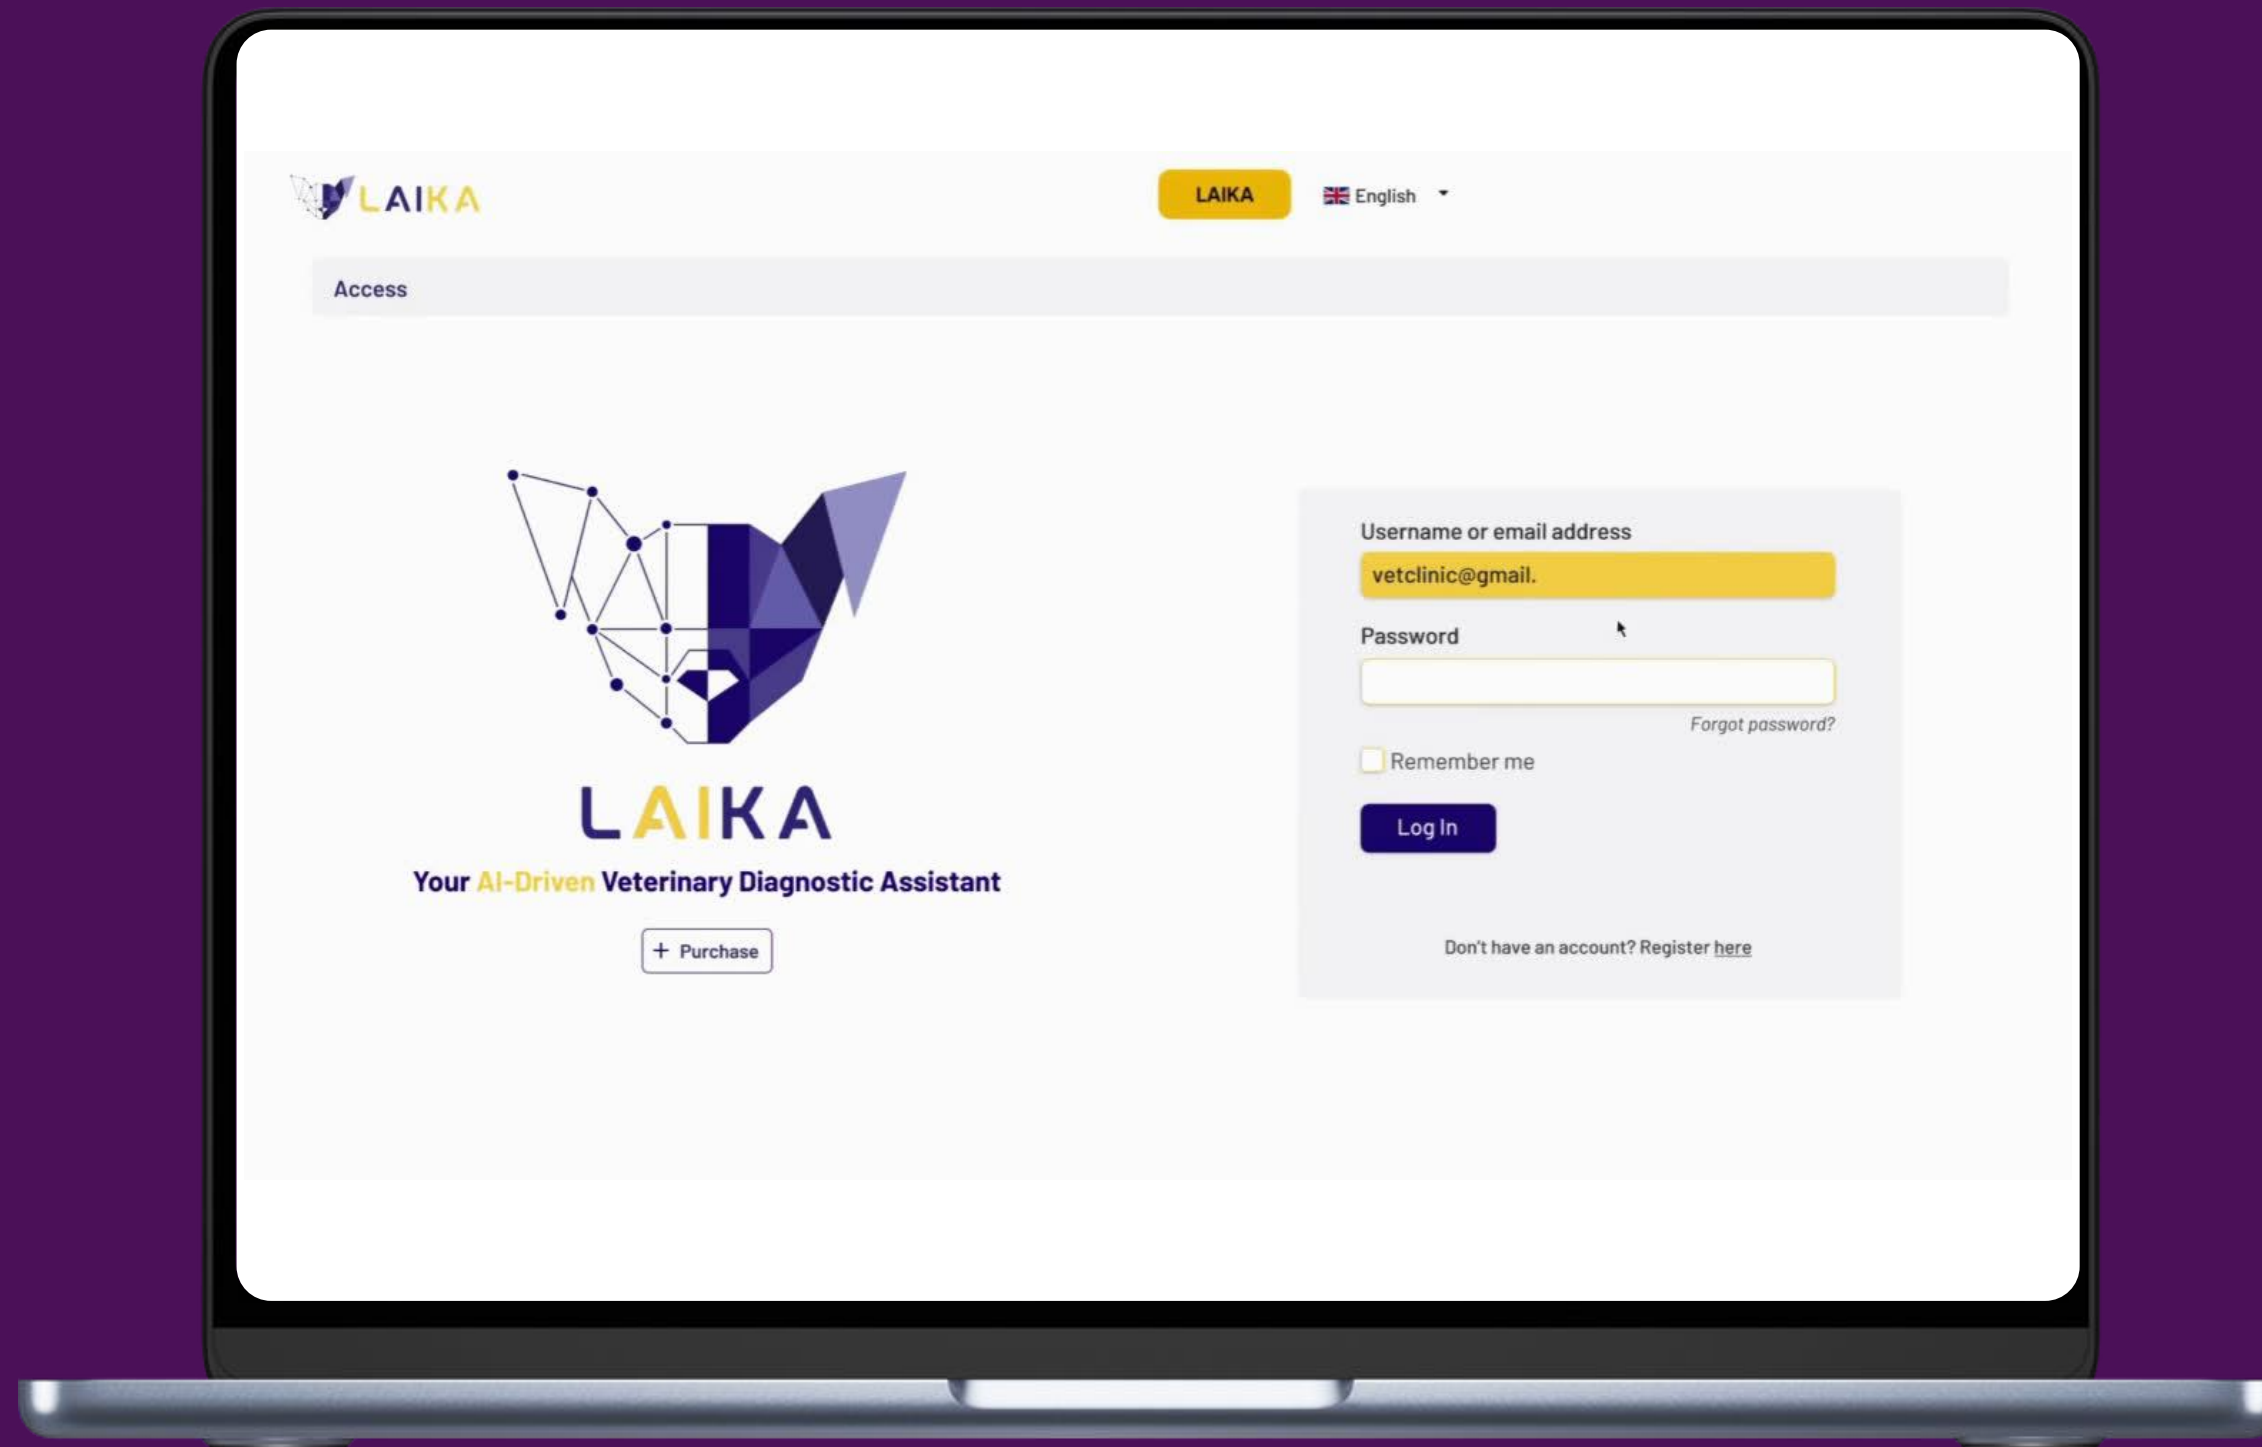 LAIKA
LAIKA
English
Access
LAIKA
Your AI-Driven Veterinary Diagnostic Assistant
+ Purchase
Username or email address
vetclinic@gmail.
Password
Forgot password?
Remember me
Log In
Don't have an account? Register here